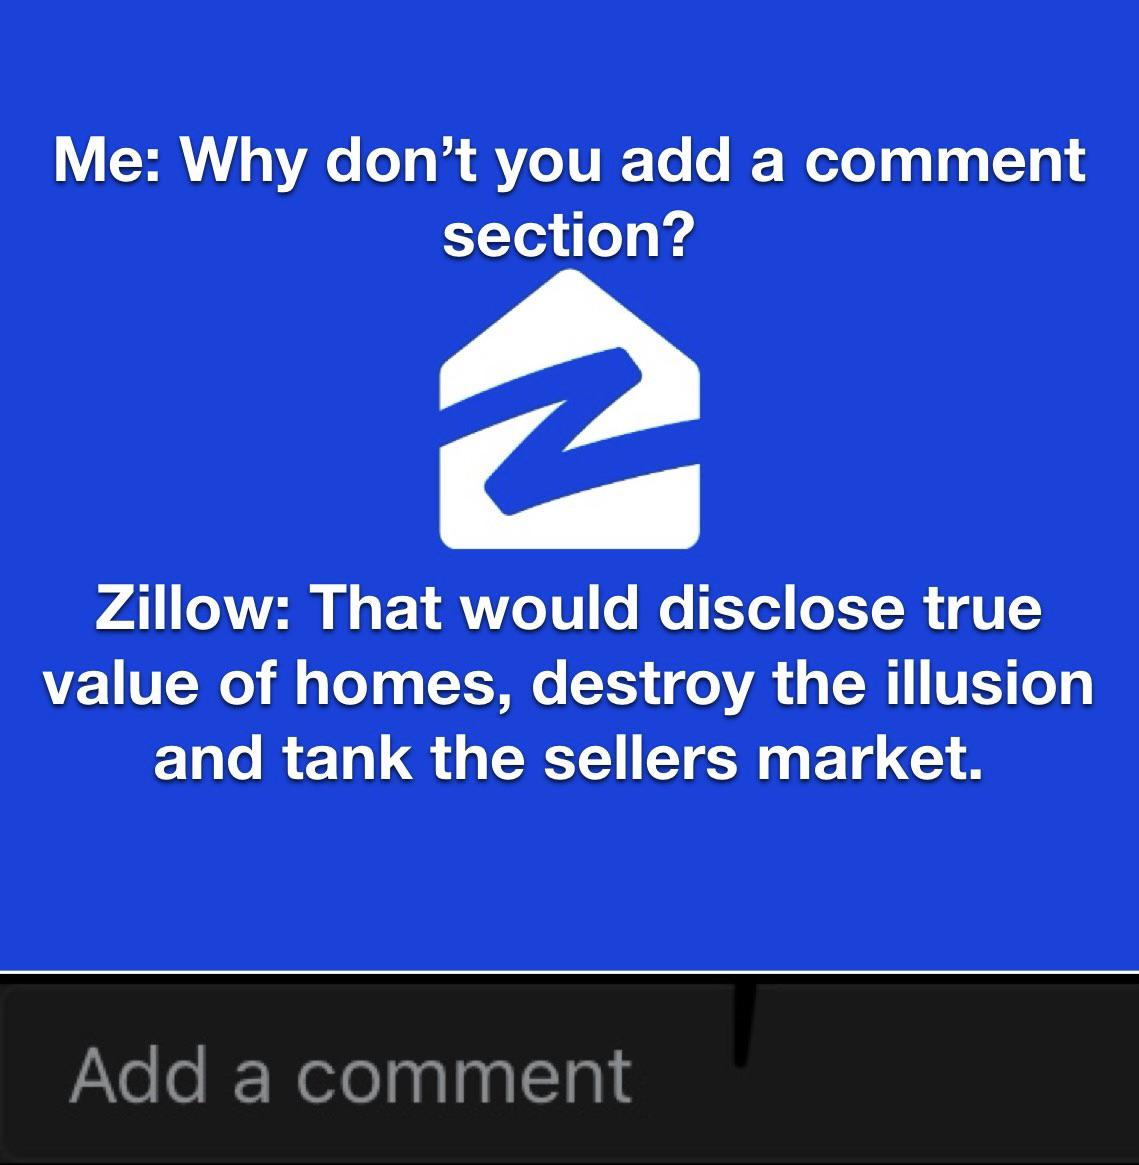 Me: Why don’t you add a comment
section?
Z
Zillow: That would disclose true
value of homes, destroy the illusion
and tank the sellers market.
Add a comment